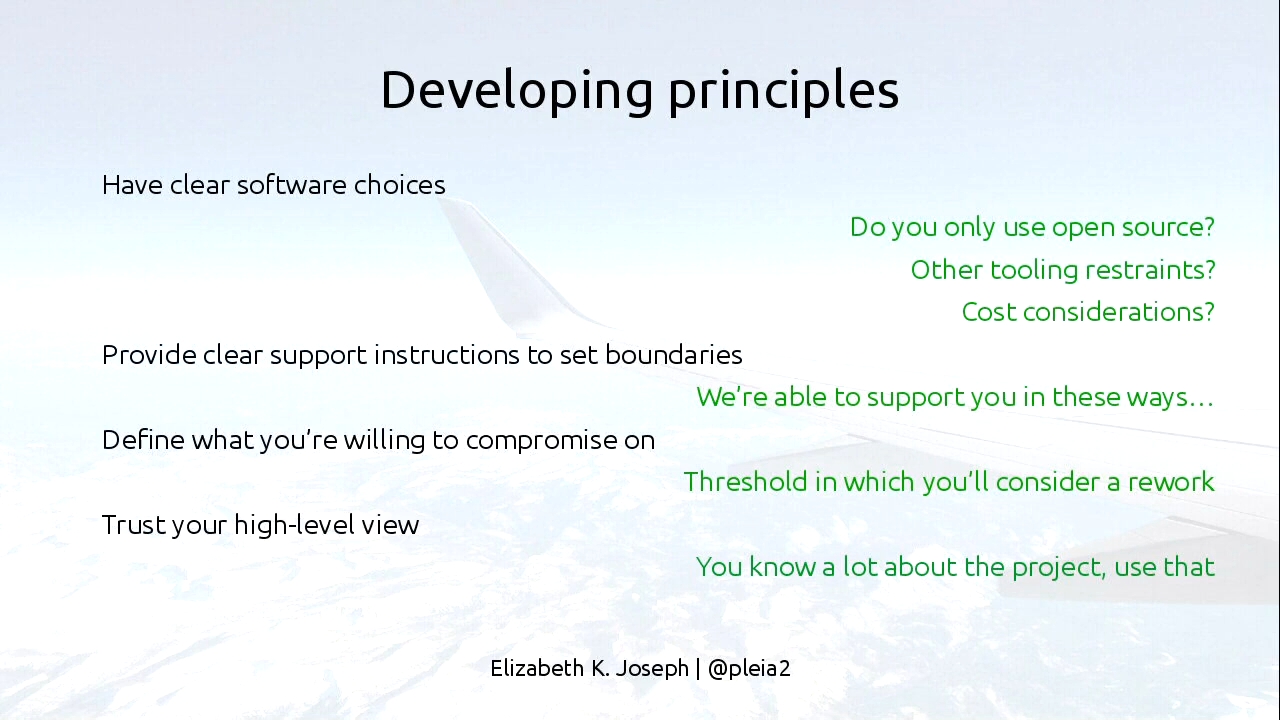 Developing principles
Have clear software choices
Do you only use open source?
Other tooling restraints?
Cost considerations?
Provide clear support instructions to set boundaries
We’re able to support you in these ways…
Define what you’re willing to compromise on
Threshold in which you’ll consider a rework
Trust your high-level view
You know a lot about the project, use that
Elizabeth K. Joseph | @pleia2